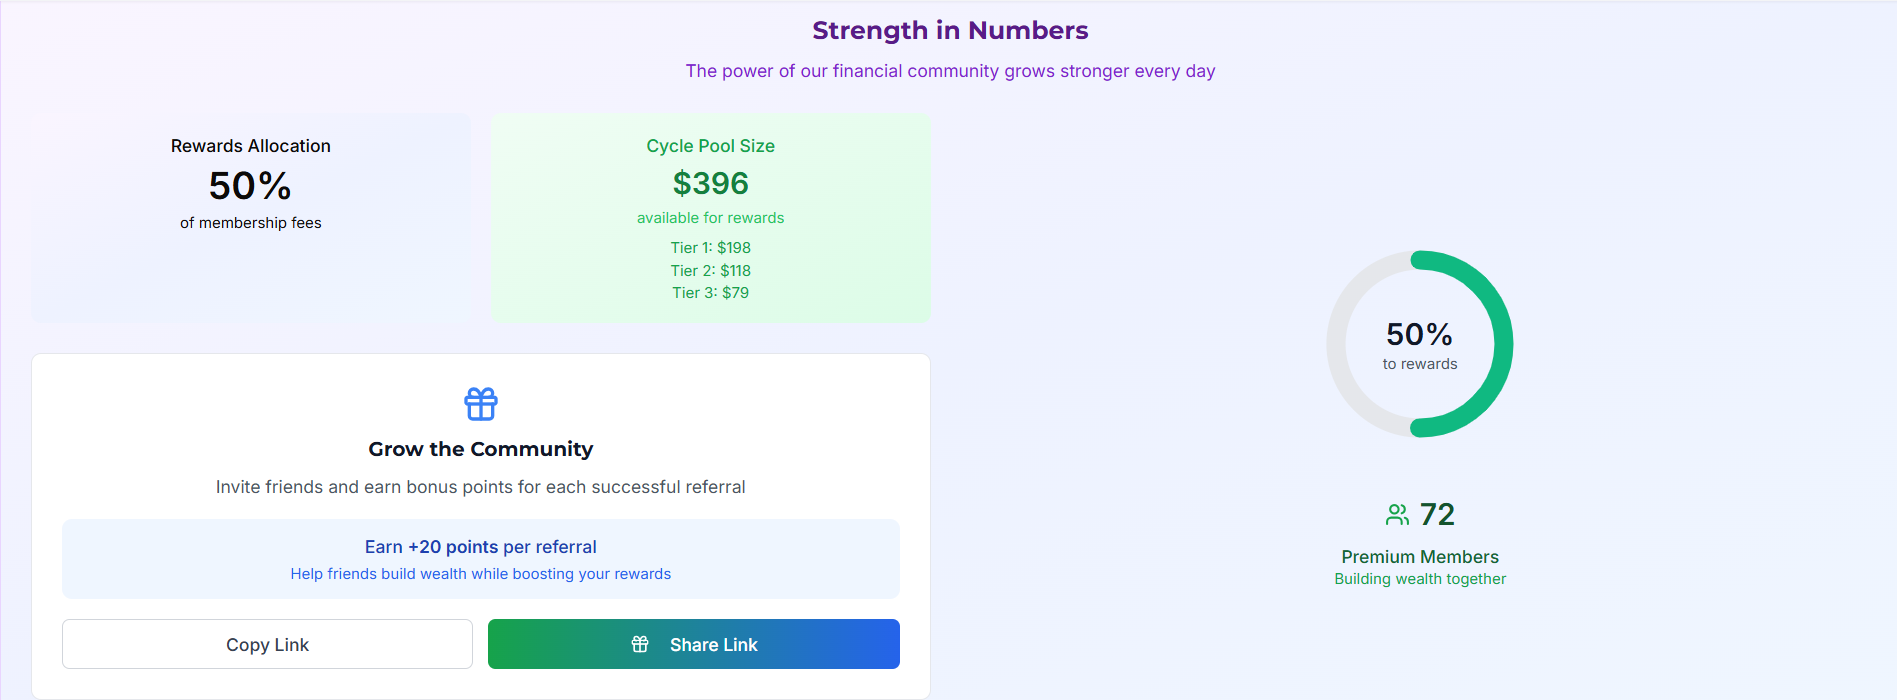 Strength in Numbers
The power of our financial community grows stronger every day
Rewards Allocation
50%
of membership fees
Cycle Pool Size
$396
available for rewards
Tier 1: $198
Tier 2: $118
Tier 3: $79
Grow the Community
Invite friends and earn bonus points for each successful referral
Earn +20 points per referral
Help friends build wealth while boosting your rewards
Copy Link
Share Link
50%
to rewards
72
Premium Members
Building wealth together